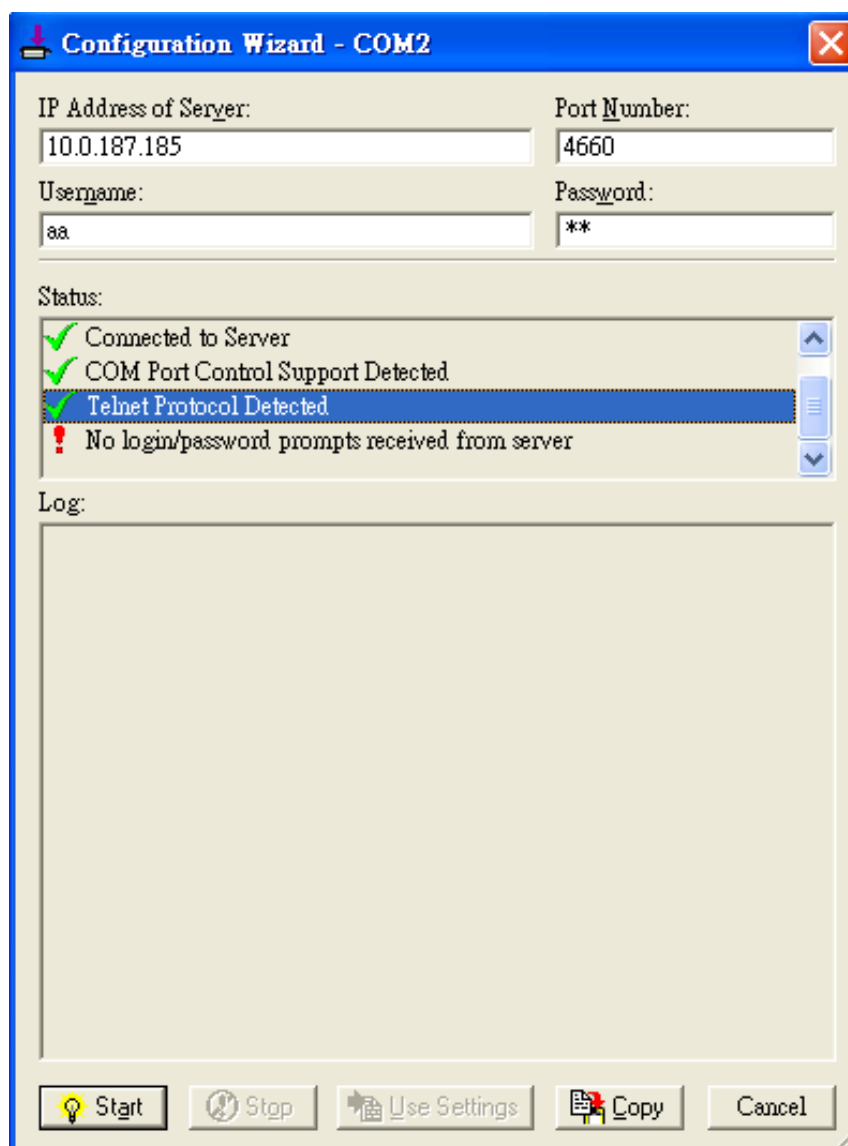 Configuration Wizard - COM2
IP Address of Server:
Port Number:
10.0.187.185
4660
Username:
Password:
aa
**
Status:
Connected to Server
COM Port Control Support Detected
Telnet Protocol Detected
No login/password prompts received from server
Log:
Start
Stop
Use Settings
Copy
Cancel